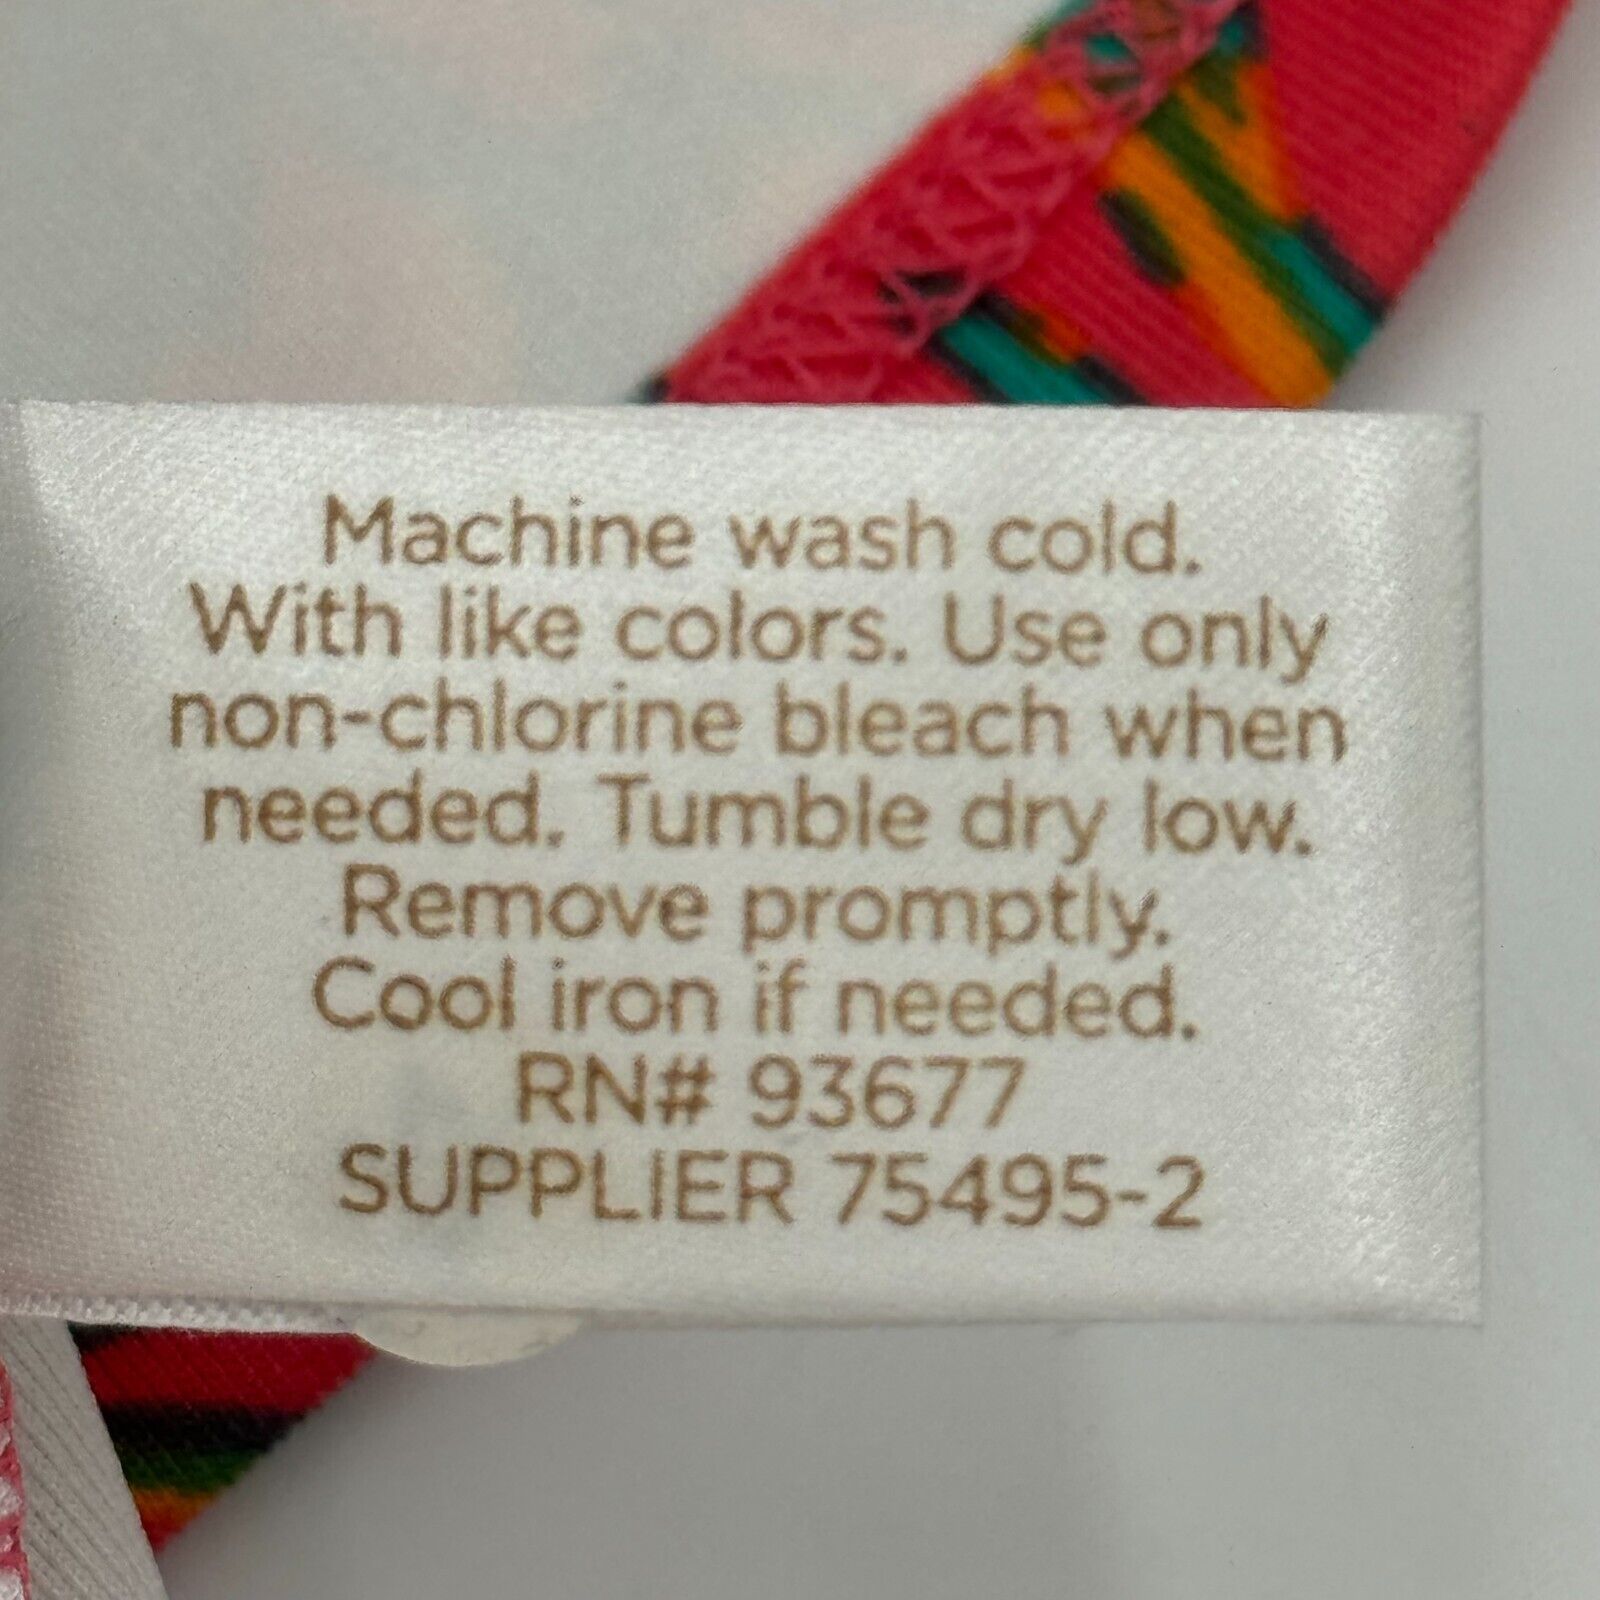 Machine wash cold.
With like colors. Use only
non-chlorine bleach when
needed. Tumble dry low.
Remove promptly.
Cool iron if needed.
RN# 93677
SUPPLIER 75495-2